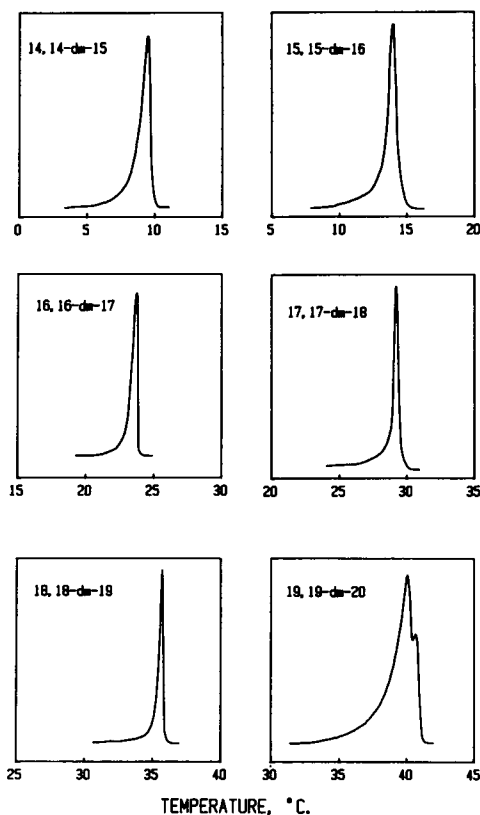 14,14-dm-15
15,15-dm-16
0 5 10 15
5 10 15 20
16,16-dm-17
17,17-dm-18
15 20 25 30
20 25 30 35
18,18-dm-19
19,19-dm-20
25 30 35 40
30 35 40 45
TEMPERATURE, °C.